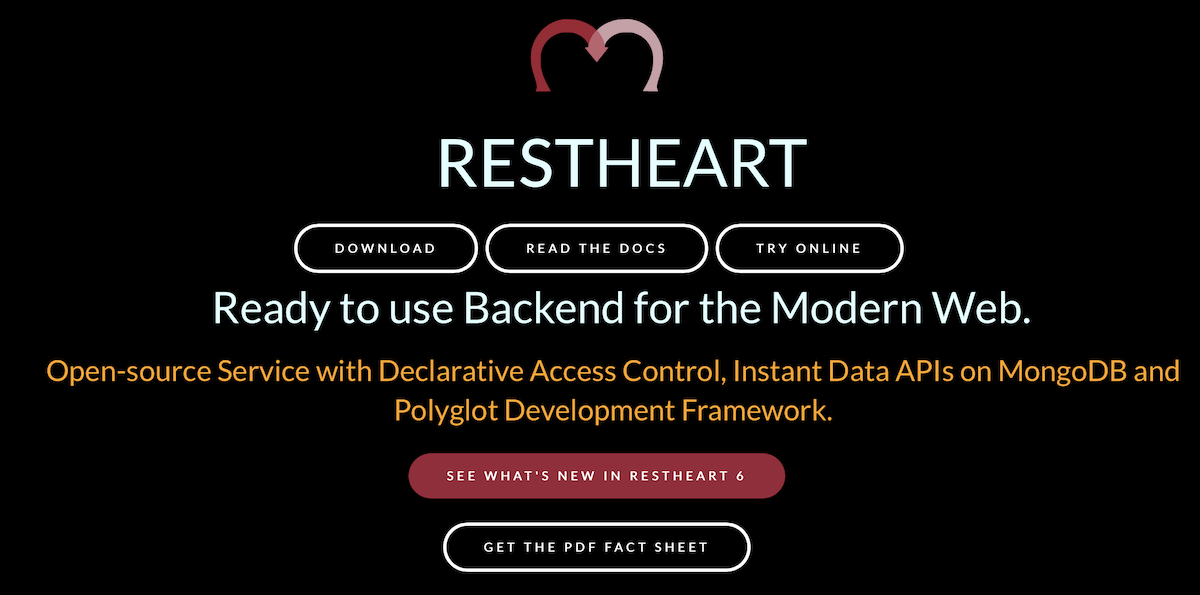 RESTHEART
DOWNLOAD
READ THE DOCS
TRY ONLINE
Ready to use Backend for the Modern Web.
Open-source Service with Declarative Access Control, Instant Data APIs on MongoDB and
Polyglot Development Framework.
SEE WHAT'S NEW IN RESTHEART 6
GET THE PDF FACT SHEET